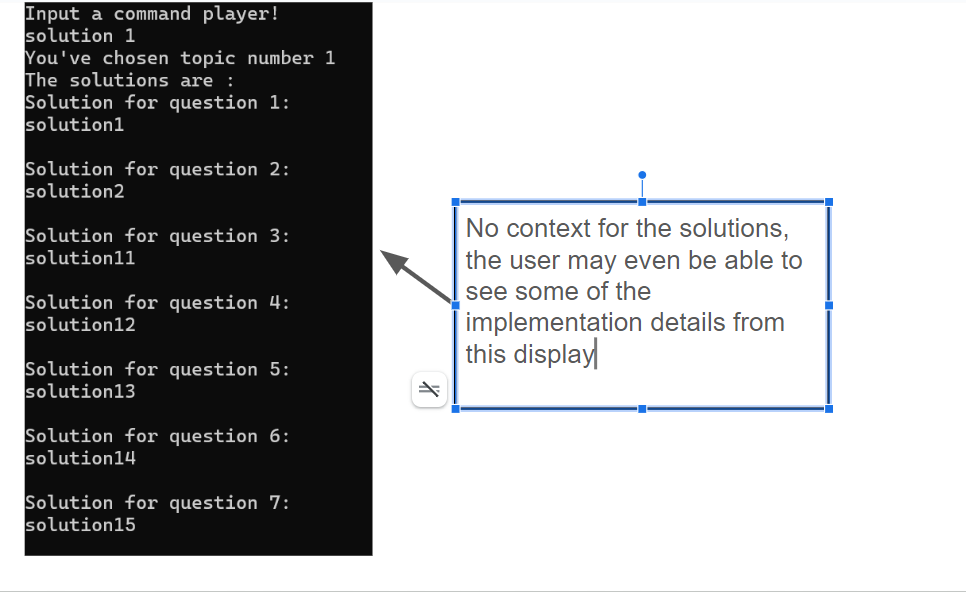 Input a command player!
solution 1
You've chosen topic number 1
The solutions are :
Solution for question 1:
solution1
Solution for question 2:
solution2
Solution for question 3:
solution11
Solution for question 4:
solution12
Solution for question 5:
solution13
Solution for question 6:
solution14
Solution for question 7:
solution15
No context for the solutions,
the user may even be able to
see some of the
implementation details from
this display